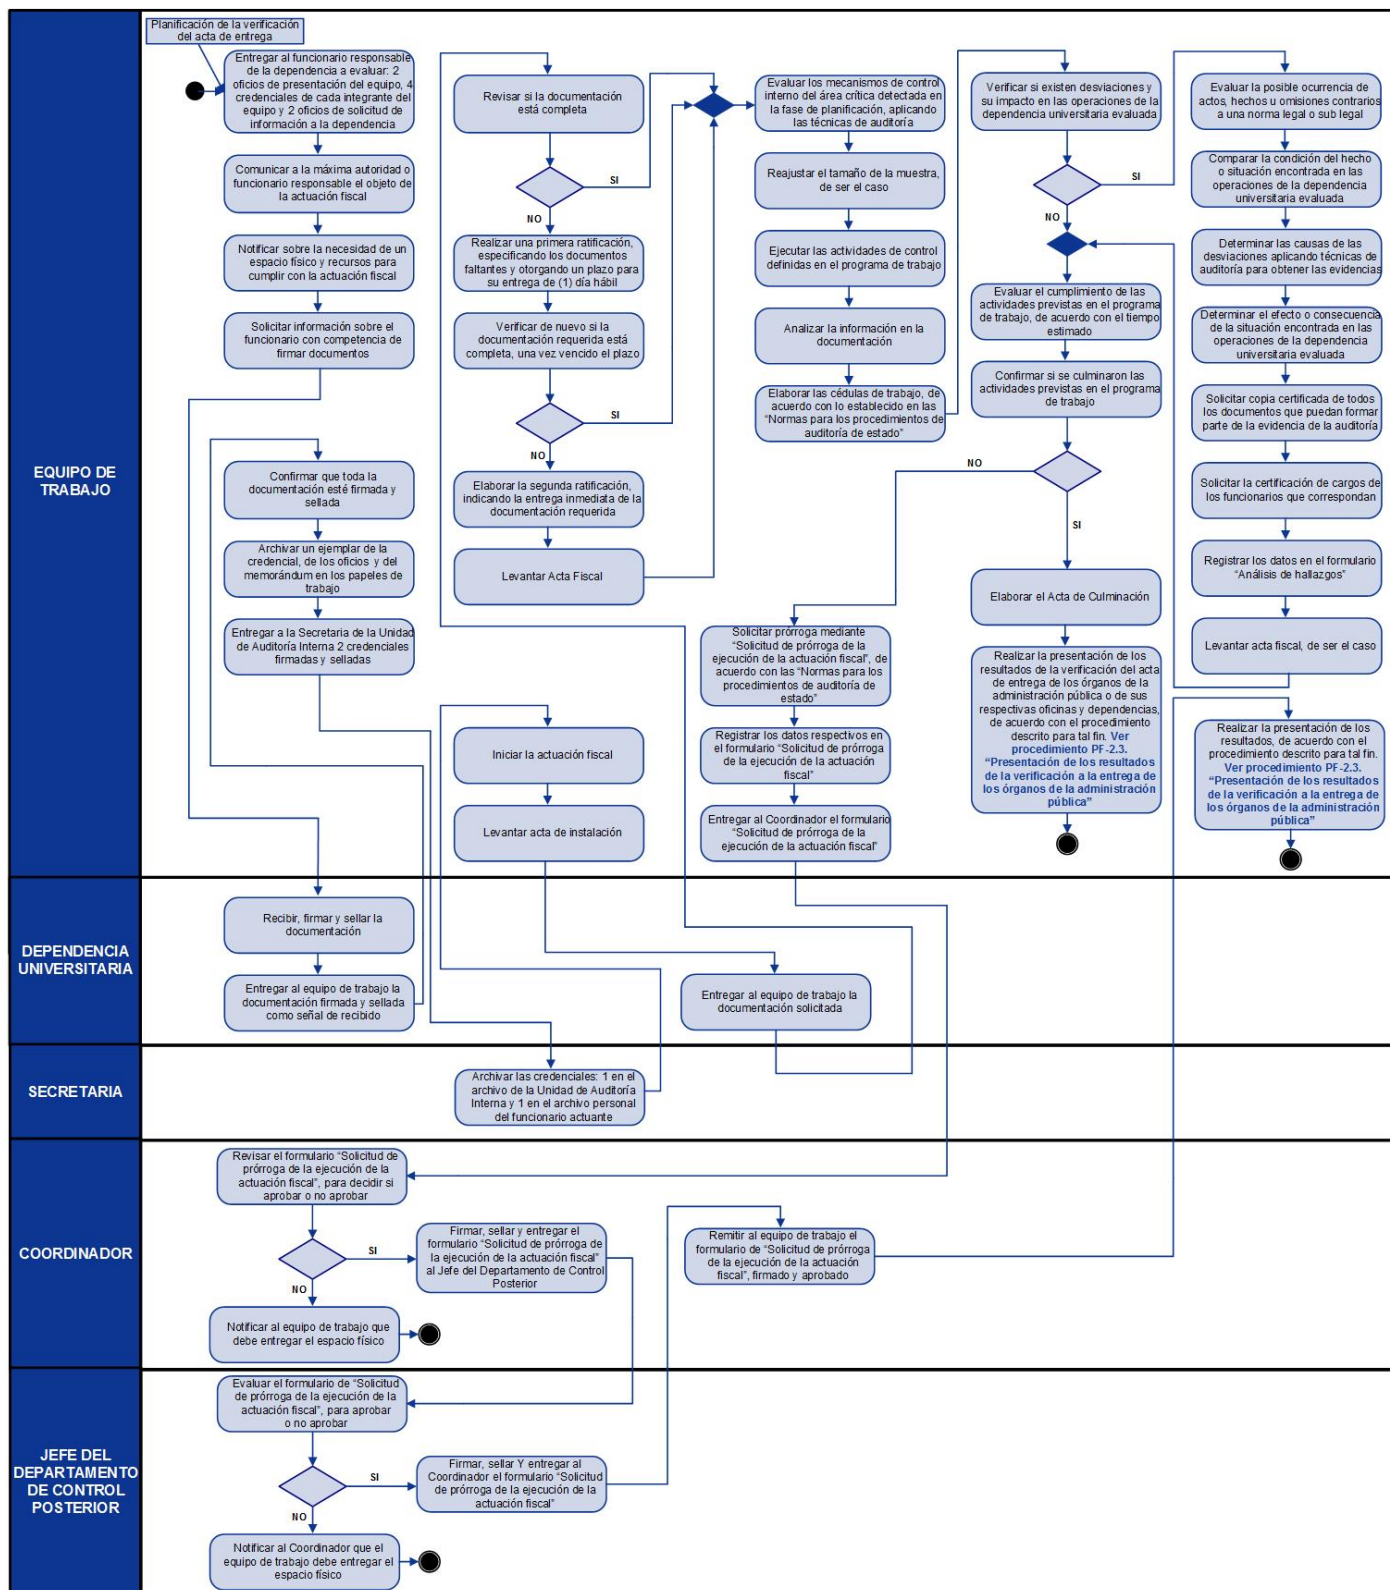 Planificación de la verificación
del acta de entrega
EQUIPO DE
TRABAJO
Entregar al funcionario responsable
de la dependencia a evaluar: 2
oficios de presentación del equipo, 4
credenciales de cada integrante del
equipo y 2 oficios de solicitud de
información a la dependencia
Comunicar a la máxima autoridad o
funcionario responsable el objeto de
la actuación fiscal
Notificar sobre la necesidad de un
espacio físico y recursos para
cumplir con la actuación fiscal
Solicitar información sobre el
funcionario con competencia de
firmar documentos
Confirmar que toda la
documentación esté firmada y
sellada
Archivar un ejemplar de la
credencial, de los oficios y del
memorándum en los papeles de
trabajo
Entregar a la Secretaria de la Unidad
de Auditoría Interna 2 credenciales
firmadas y selladas
Revisar si la documentación
está completa
SI
NO
Realizar una primera ratificación,
especificando los documentos
faltantes y otorgando un plazo para
su entrega de (1) día hábil
Verificar de nuevo si la
documentación requerida está
completa, una vez vencido el plazo
SI
NO
Elaborar la segunda ratificación,
indicando la entrega inmediata de la
documentación requerida
Levantar Acta Fiscal
Iniciar la actuación fiscal
Levantar acta de instalación
Evaluar los mecanismos de control
interno del área crítica detectada en
la fase de planificación, aplicando
las técnicas de auditoría
Reajustar el tamaño de la muestra,
de ser el caso
Ejecutar las actividades de control
definidas en el programa de trabajo
Analizar la información en la
documentación
Elaborar las cédulas de trabajo, de
acuerdo con lo establecido en las
“Normas para los procedimientos de
auditoría de estado”
Solicitar prórroga mediante
“Solicitud de prórroga de la
ejecución de la actuación fiscal”, de
acuerdo con las “Normas para los
procedimientos de auditoría de
estado”
Registrar los datos respectivos en
el formulario “Solicitud de prórroga
de la ejecución de la actuación
fiscal”
Entregar al Coordinador el formulario
“Solicitud de prórroga de la
ejecución de la actuación fiscal”
Verificar si existen desviaciones y
su impacto en las operaciones de la
dependencia universitaria evaluada
SI
NO
Evaluar el cumplimiento de las
actividades previstas en el programa
de trabajo, de acuerdo con el tiempo
estimado
Confirmar si se culminaron las
actividades previstas en el programa
de trabajo
NO
SI
Elaborar el Acta de Culminación
Realizar la presentación de los
resultados de la verificación del acta
de entrega de los órganos de la
administración pública o de sus
respectivas oficinas y dependencias,
de acuerdo con el procedimiento
descrito para tal fin. Ver
procedimiento PF-2.3.
“Presentación de los resultados
de la verificación a la entrega de
los órganos de la administración
pública”
Evaluar la posible ocurrencia de
actos, hechos u omisiones contrarios
a una norma legal o sub legal
Comparar la condición del hecho
o situación encontrada en las
operaciones de la dependencia
universitaria evaluada
Determinar las causas de las
desviaciones aplicando técnicas de
auditoría para obtener las evidencias
Determinar el efecto o consecuencia
de la situación encontrada en las
operaciones de la dependencia
universitaria evaluada
Solicitar copia certificada de todos
los documentos que puedan formar
parte de la evidencia de la auditoría
Solicitar la certificación de cargos de
los funcionarios que correspondan
Registrar los datos en el formulario
“Análisis de hallazgos”
Levantar acta fiscal, de ser el caso
Realizar la presentación de los
resultados, de acuerdo con el
procedimiento descrito para tal fin.
Ver procedimiento PF-2.3.
“Presentación de los resultados
de la verificación a la entrega de
los órganos de la administración
pública”
DEPENDENCIA
UNIVERSITARIA
Recibir, firmar y sellar la
documentación
Entregar al equipo de trabajo la
documentación firmada y sellada
como señal de recibido
Entregar al equipo de trabajo la
documentación solicitada
SECRETARIA
Archivar las credenciales: 1 en el
archivo de la Unidad de Auditoría
Interna y 1 en el archivo personal
del funcionario actuante
COORDINADOR
Revisar el formulario “Solicitud de
prórroga de la ejecución de la
actuación fiscal”, para decidir si
aprobar o no aprobar
SI
NO
Firmar, sellar y entregar el
formulario “Solicitud de prórroga de
la ejecución de la actuación fiscal”
al Jefe del Departamento de Control
Posterior
Remitir al equipo de trabajo el
formulario de “Solicitud de prórroga
de la ejecución de la actuación
fiscal”, firmado y aprobado
Notificar al equipo de trabajo que
debe entregar el espacio físico
JEFE DEL
DEPARTAMENTO
DE CONTROL
POSTERIOR
Evaluar el formulario de “Solicitud
de prórroga de la ejecución de la
actuación fiscal”, para aprobar
o no aprobar
SI
NO
Firmar, sellar Y entregar al
Coordinador el formulario “Solicitud
de prórroga de la ejecución de la
actuación fiscal”
Notificar al Coordinador que el
equipo de trabajo debe entregar el
espacio físico